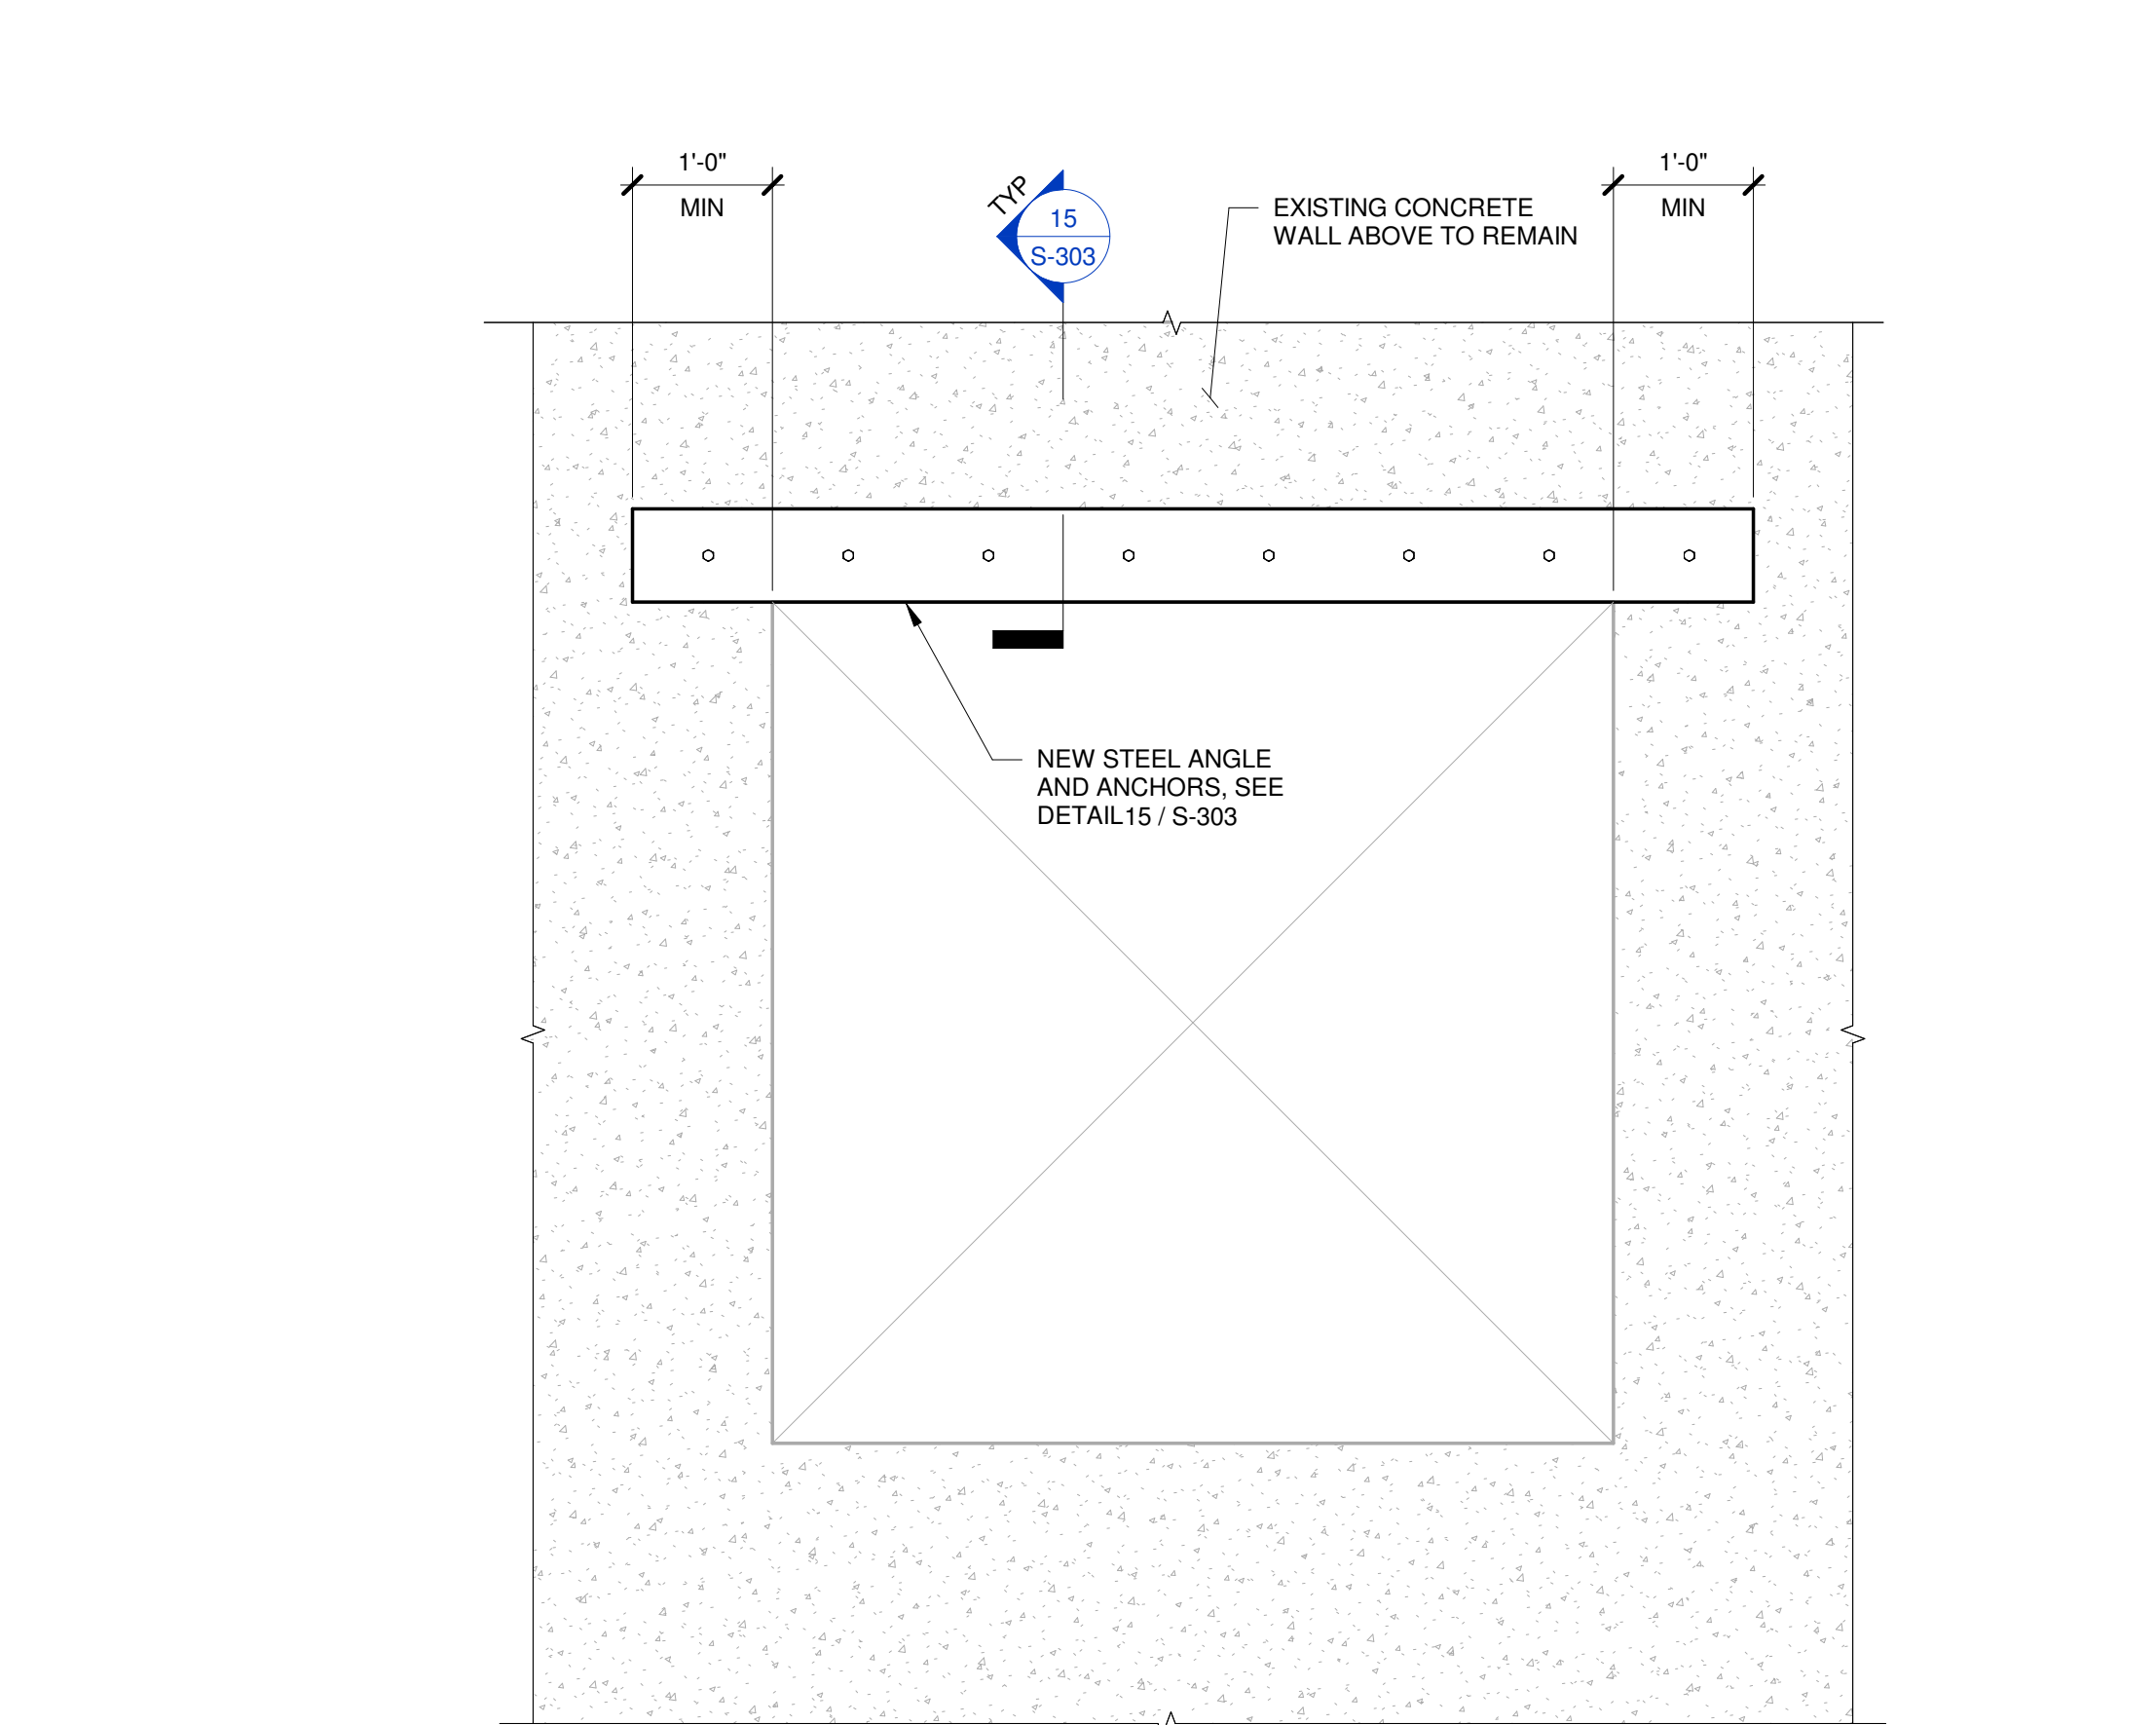 1'-0"
MIN
TYP
15
S-303
EXISTING CONCRETE
WALL ABOVE TO REMAIN
1'-0"
MIN
NEW STEEL ANGLE
AND ANCHORS, SEE
DETAIL15 / S-303